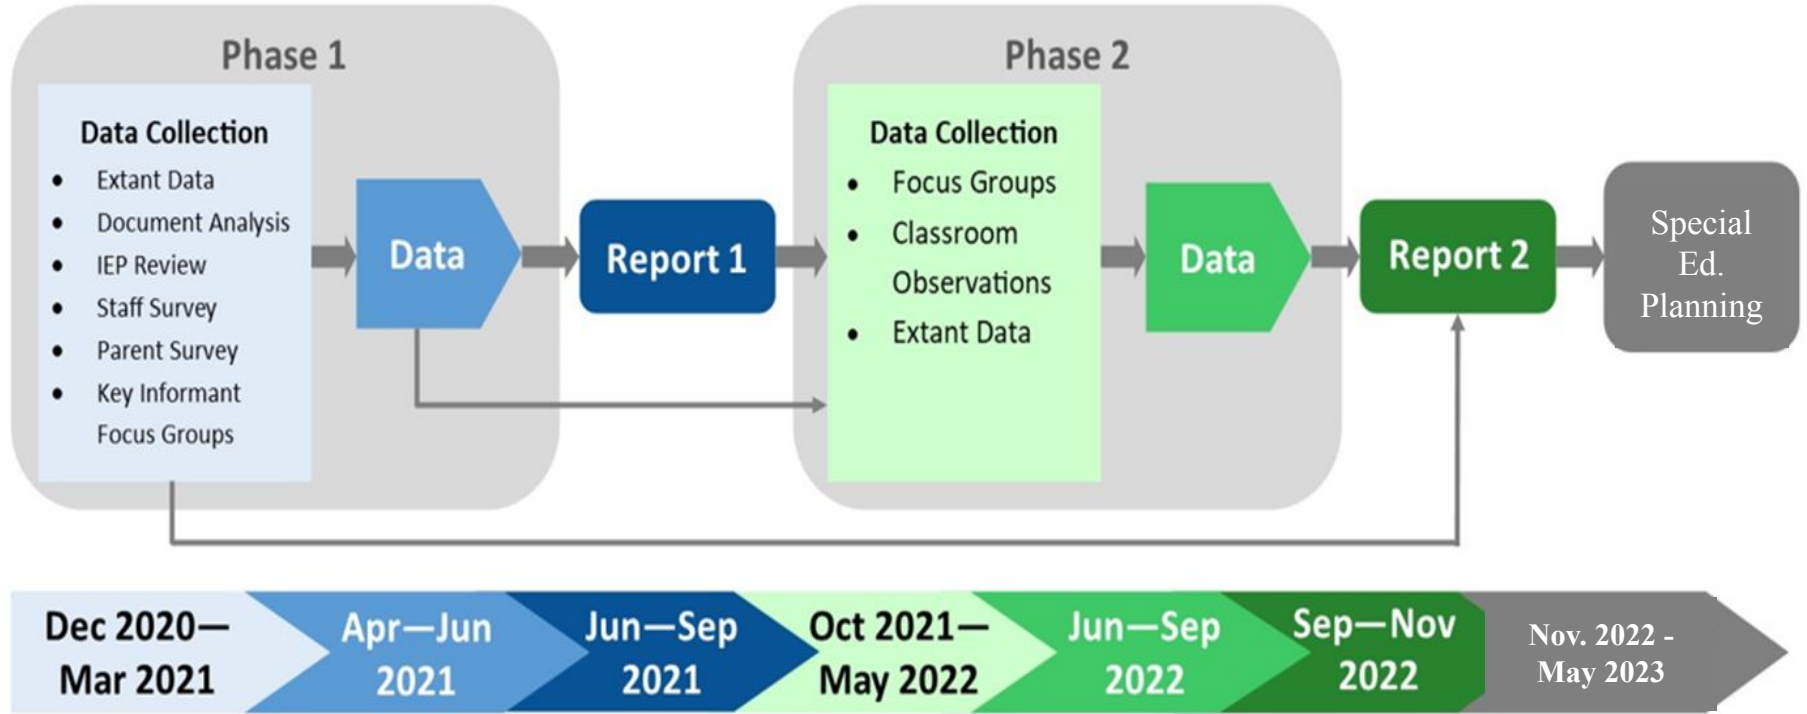 Phase 1
Data Collection
• Extant Data
• Document Analysis
• IEP Review
• Staff Survey
• Parent Survey
• Key Informant
Focus Groups
Data
Report 1
Phase 2
Data Collection
• Focus Groups
• Classroom
Observations
• Extant Data
Data
Report 2
Special
Ed.
Planning
Dec 2020—
Mar 2021
Apr—Jun
2021
Jun—Sep
2021
Oct 2021—
May 2022
Jun—Sep
2022
Sep—Nov
2022
Nov. 2022 -
May 2023